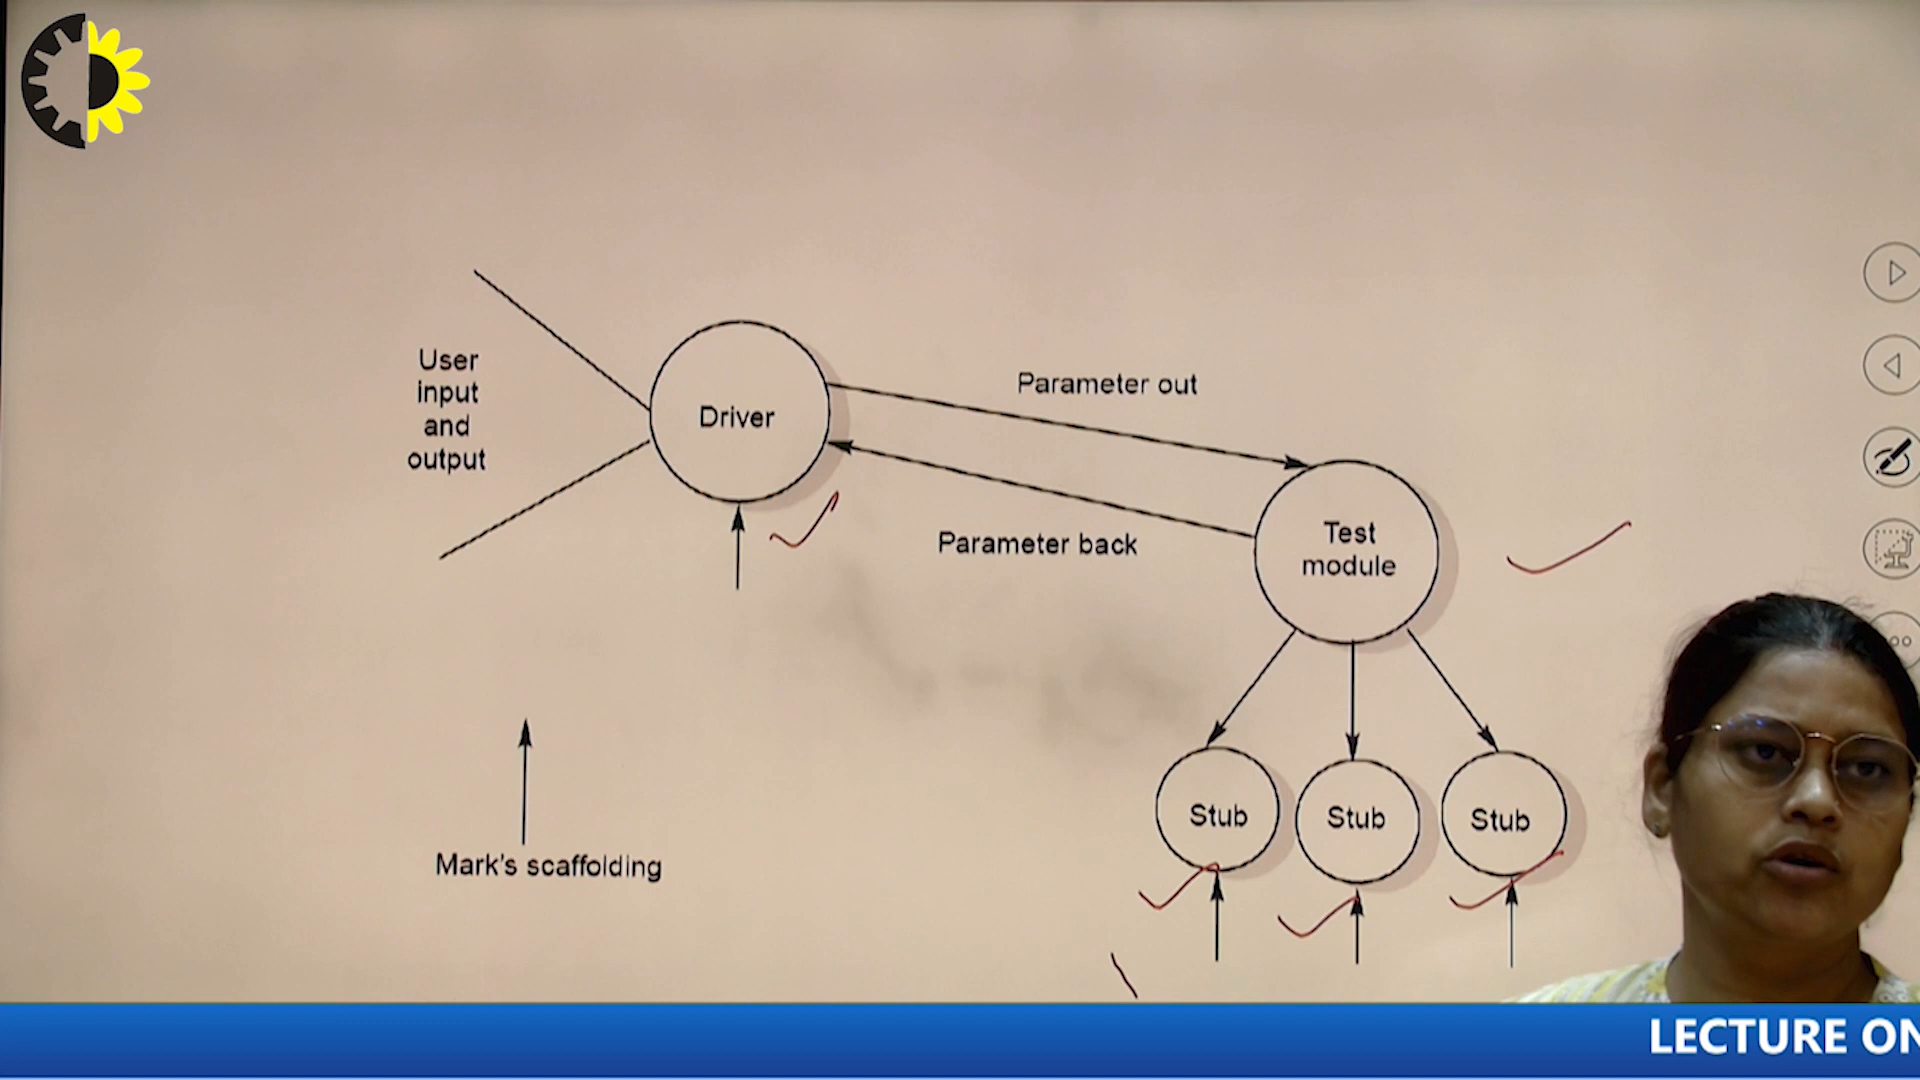 User
input
and
output
Driver
Parameter out
Parameter back
Test
module
Stub
Stub
Stub
Mark's scaffolding
LECTURE ON